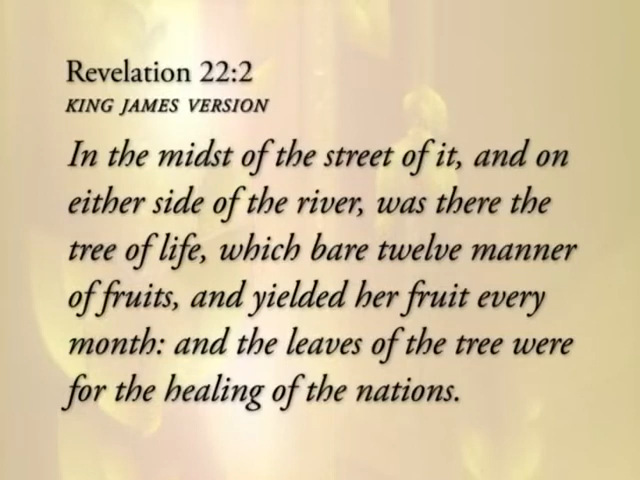 Revelation 22:2
KING JAMES VERSION
In the midst of the street of it, and on
either side of the river, was there the
tree of life, which bare twelve manner
of fruits, and yielded her fruit every
month: and the leaves of the tree were
for the healing of the nations.